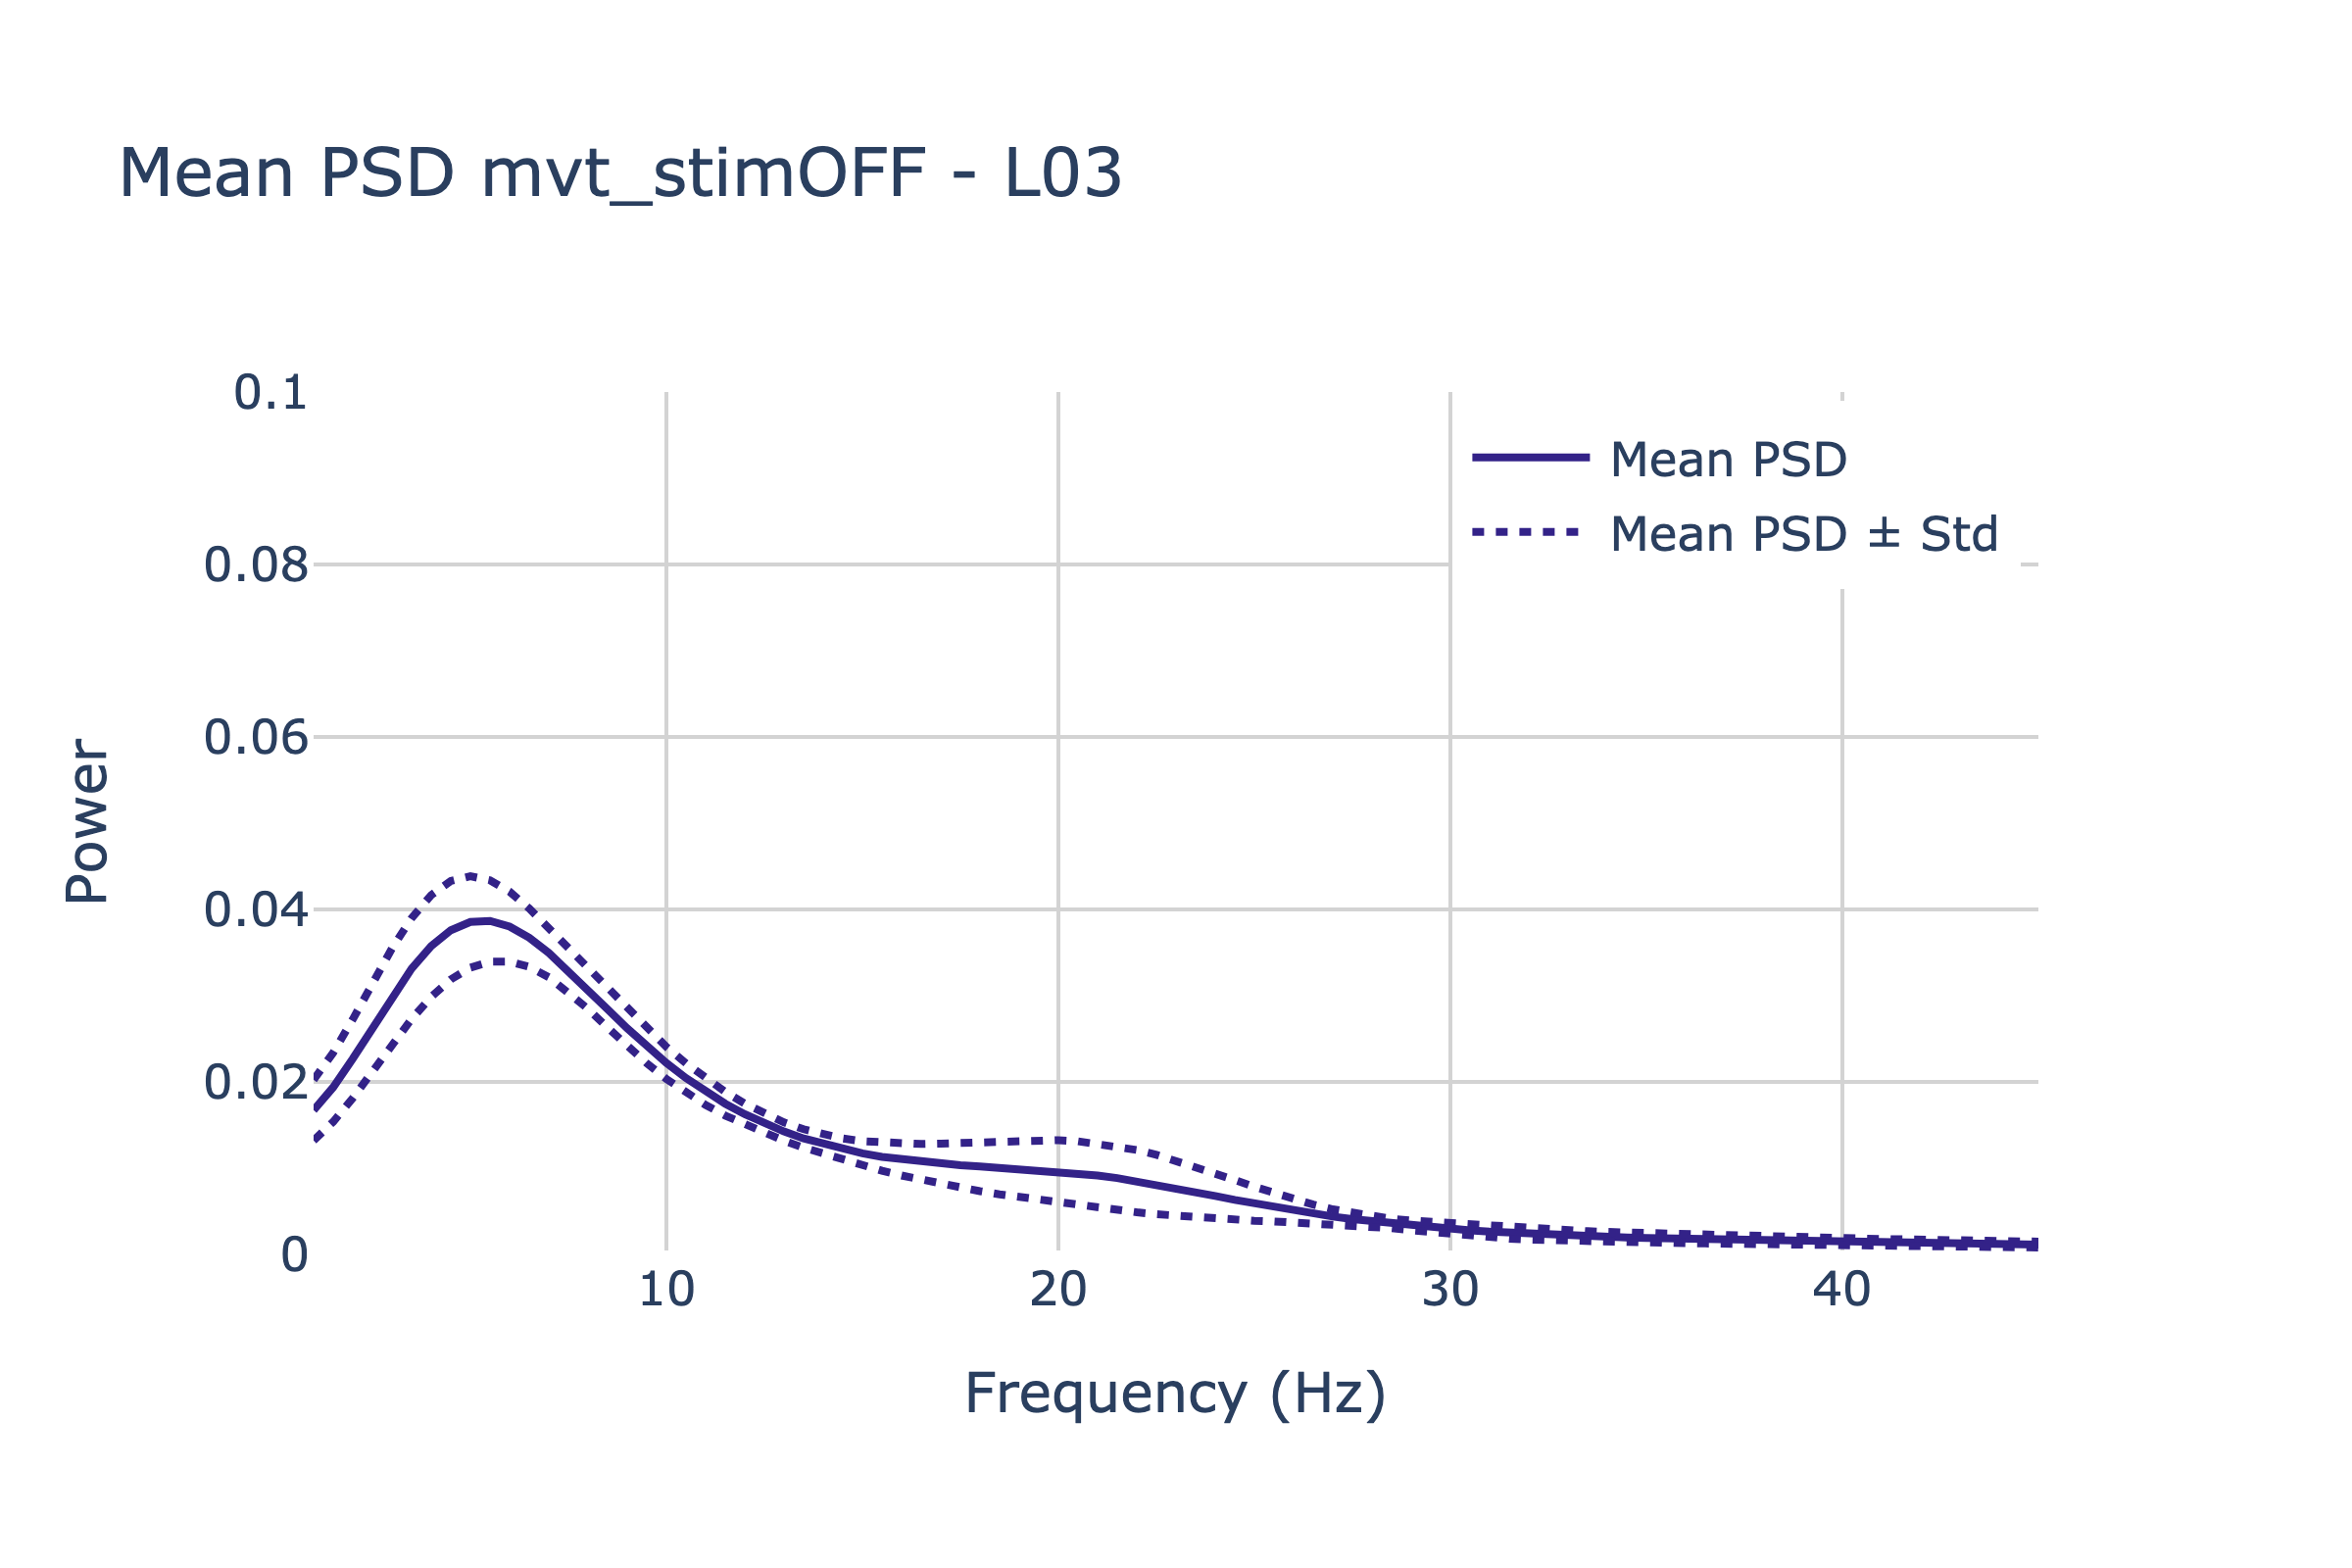 Mean PSD mvt_stimOFF - L03
0.1
0.08
0.06
0.04
0.02
0
Power
Mean PSD
Mean PSD ± Std
10 20 30 40
Frequency (Hz)